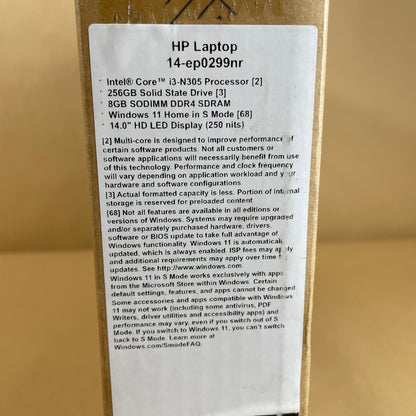 HP Laptop
14-ep0299nr
· Intel® Core™ i3-N305 Processor [2]
· 256GB Solid State Drive [3]
· 8GB SODIMM DDR4 SDRAM
· Windows 11 Home in S Mode [68]
· 14.0" HD LED Display (250 nits)
[2] Multi-core is designed to improve performance of
certain software products. Not all customers or
software applications will necessarily benefit from use
of this technology. Performance and clock frequency
will vary depending on application workload and your
hardware and software configurations
[3] Actual formatted capacity is less. Portion of internal
storage is reserved for preloaded content
[68] Not all features are available in all editions or
versions of Windows. Systems may require upgraded
and/or separately purchased hardware, drivers,
software or BIOS update to take full advantage of
Windows functionality. Windows 11 is automatically
updated, which is always enabled. ISP fees may apply
and additional requirements may apply over time for
updates. See http://www.windows.com.
Windows 11 in S Mode works exclusively with apps
from the Microsoft Store within Windows. Certain
default settings, features, and apps cannot be changed.
Some accessories and apps compatible with Windows
11 may not work (including some antivirus, PDF
Writers, driver utilities and accessibility apps) and
performance may vary, even if you switch out of S
Mode. If you switch to Windows 11, you can't switch
back to S Mode. Learn more at
Windows.com/SmodeFAQ.